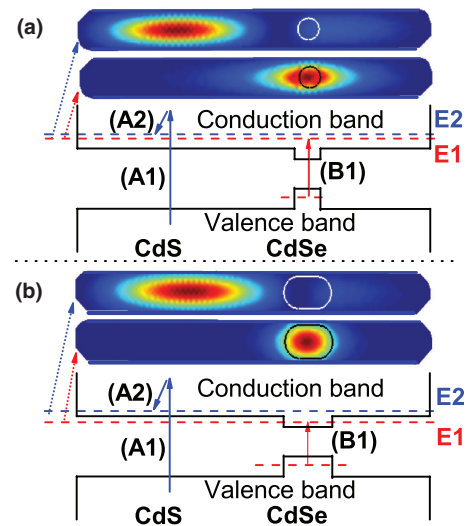 (a)
(A2) Conduction band E2
E1
(A1) (B1)
Valence band
CdS CdSe
(b)
(A2) Conduction band E2
E1
(A1) (B1)
Valence band
CdS CdSe